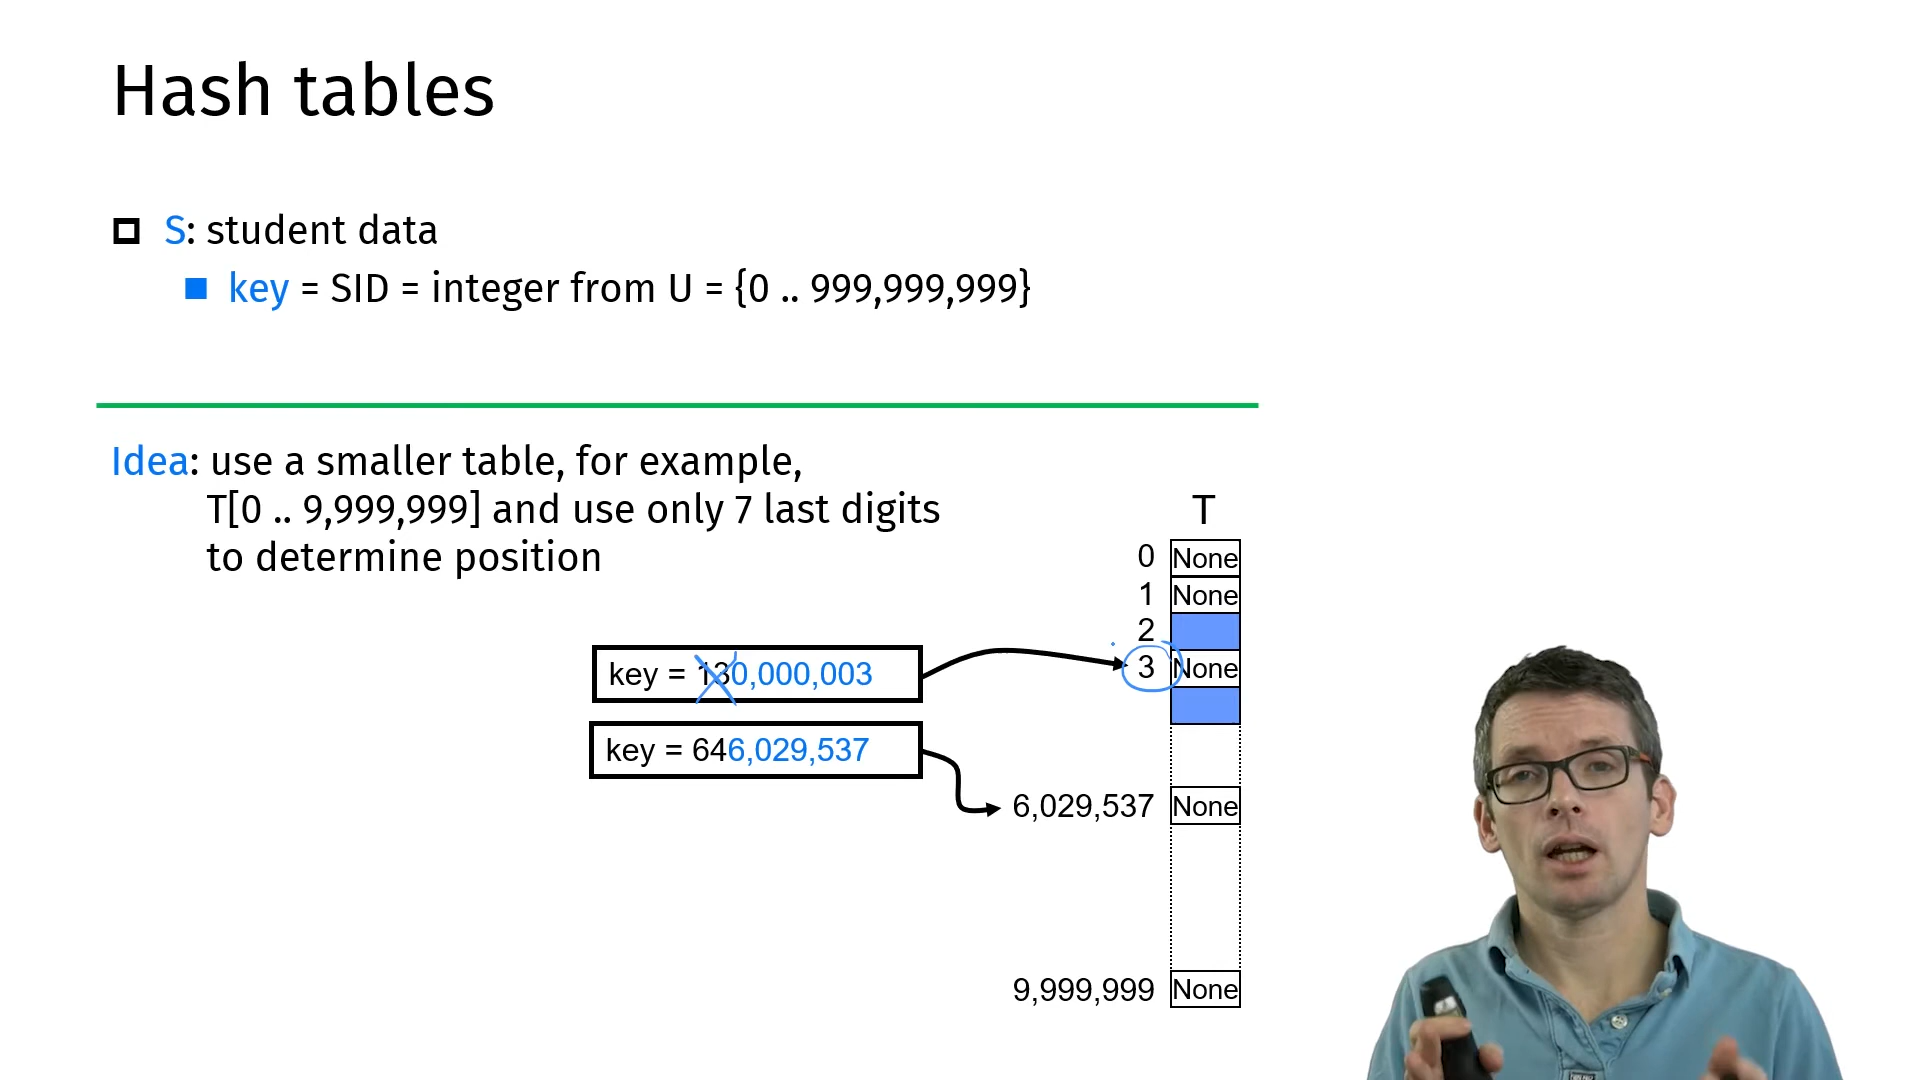 Hash tables
S: student data
key = SID = integer from U = {0 .. 999,999,999}
Idea: use a smaller table, for example,
T[0 .. 9,999,999] and use only 7 last digits
to determine position
T
0 None
1 None
2
3 None
key = 130,000,003
key = 646,029,537
6,029,537 None
9,999,999 None